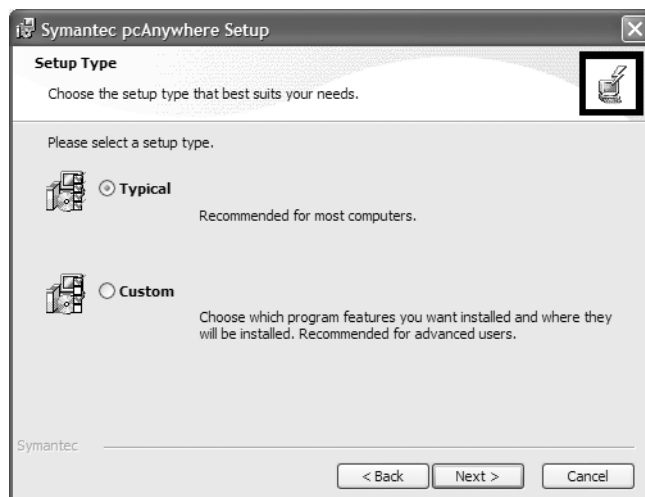 Symantec pcAnywhere Setup
Setup Type
Choose the setup type that best suits your needs.
Please select a setup type.
Typical
Recommended for most computers.
Custom
Choose which program features you want installed and where they
will be installed. Recommended for advanced users.
Symantec
< Back Next > Cancel